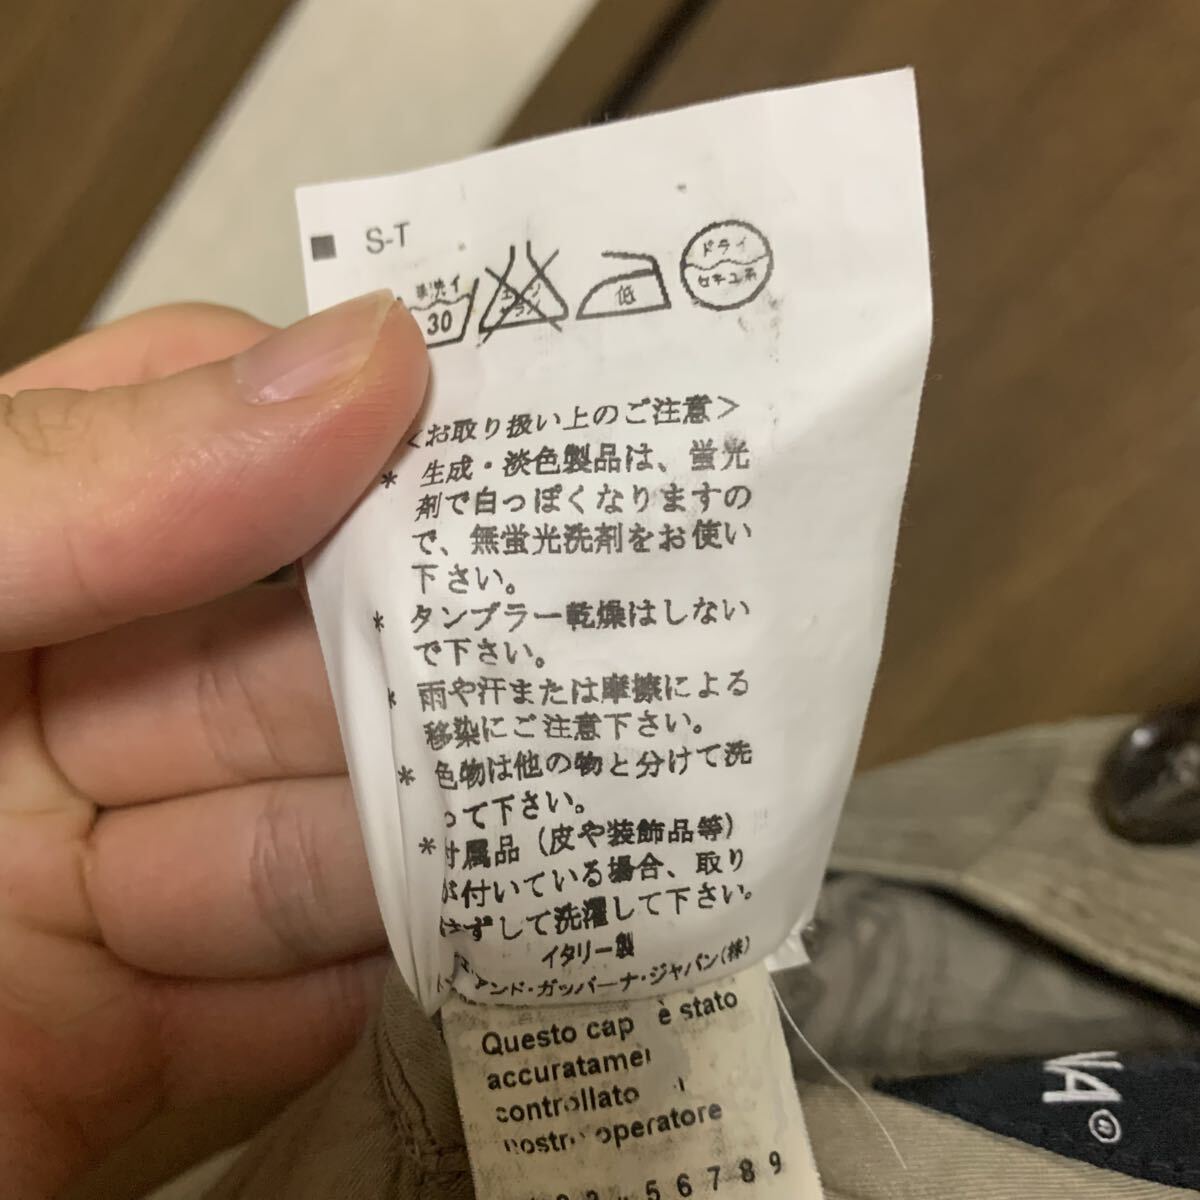 S-T
手洗イ
30
低
ドライ
セキユ系
<お取り扱い上のご注意>
* 生成・淡色製品は、蛍光
剤で白っぽくなりますの
で、無蛍光洗剤をお使い
下さい。
* タンブラー乾燥はしない
で下さい。
* 雨や汗または摩擦による
移染にご注意下さい。
* 色物は他の物と分けて洗
って下さい。
* 付属品(皮や装飾品等)
が付いている場合、取り
はずして洗濯して下さい。
イタリー製
アンド・ガッバーナ・ジャパン(株)
Questo cap è stato
accuratamen
controllato
nostr operatore
5 6 7 8 9
NA®